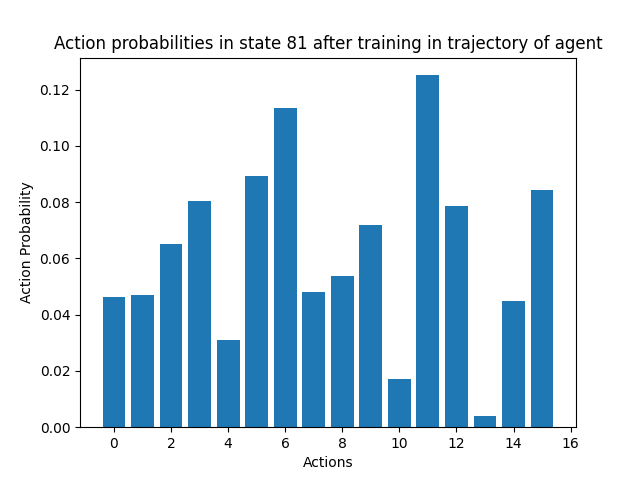 Action probabilities in state 81 after training in trajectory of agent
0.12
0.10
0.08
0.06
0.04
0.02
0.00
Action Probability
0 2 4 6 8 10 12 14 16
Actions